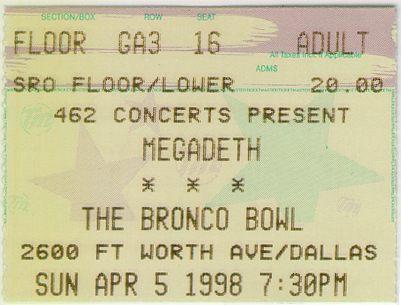 SECTION/BOX ROW SEAT
FLOOR GA3 16 ADULT
All Taxes Incl. If Applicable
ADMS
SRO FLOOR/LOWER 20.00
462 CONCERTS PRESENT
MEGADETH
* * *
THE BRONCO BOWL
2600 FT WORTH AVE/DALLAS
SUN APR 5 1998 7:30PM